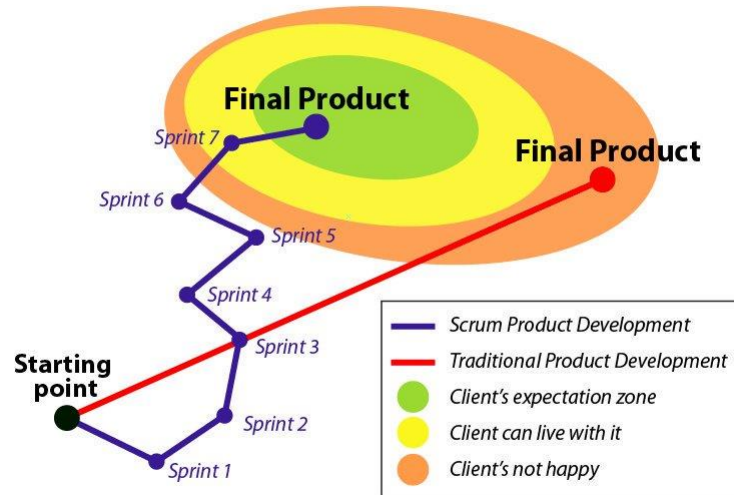 Final Product
Sprint 7
Final Product
Sprint 6
Sprint 5
Sprint 4
Sprint 3
Starting
point
Sprint 2
Sprint 1
Scrum Product Development
Traditional Product Development
Client's expectation zone
Client can live with it
Client's not happy